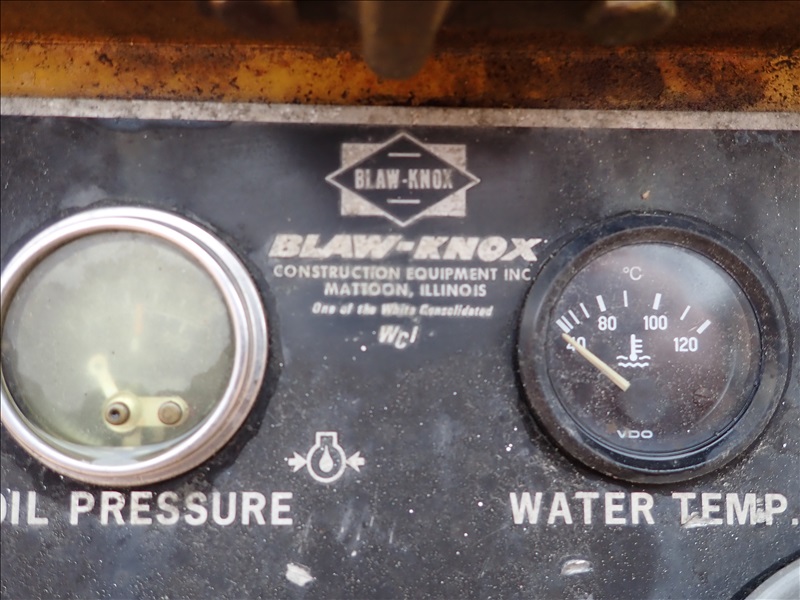 BLAW-KNOX
BLAW-KNOX
CONSTRUCTION EQUIPMENT INC
MATTOON, ILLINOIS
One of the White Consolidated
WCI
°C
40
80
100
120
VDO
OIL PRESSURE
WATER TEMP.